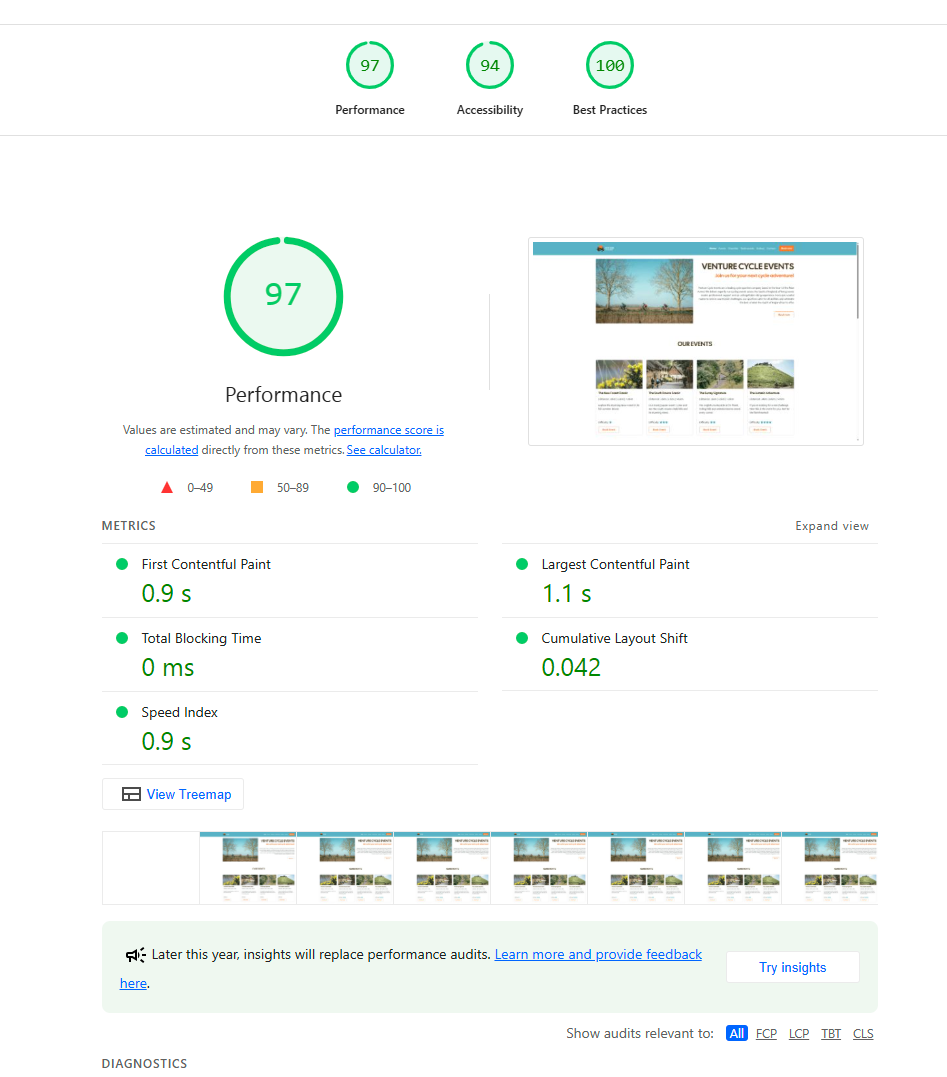 97
94
100
Performance
Accessibility
Best Practices
97
Performance
Values are estimated and may vary. The performance score is
calculated directly from these metrics. See calculator.
0–49
50–89
90–100
VENTURE CYCLE EVENTS
Join us for your next cycle adventure!
OUR EVENTS
METRICS
Expand view
First Contentful Paint
0.9 s
Largest Contentful Paint
1.1 s
Total Blocking Time
0 ms
Cumulative Layout Shift
0.042
Speed Index
0.9 s
View Treemap
Later this year, insights will replace performance audits. Learn more and provide feedback
here.
Try insights
Show audits relevant to: All FCP LCP TBT CLS
DIAGNOSTICS